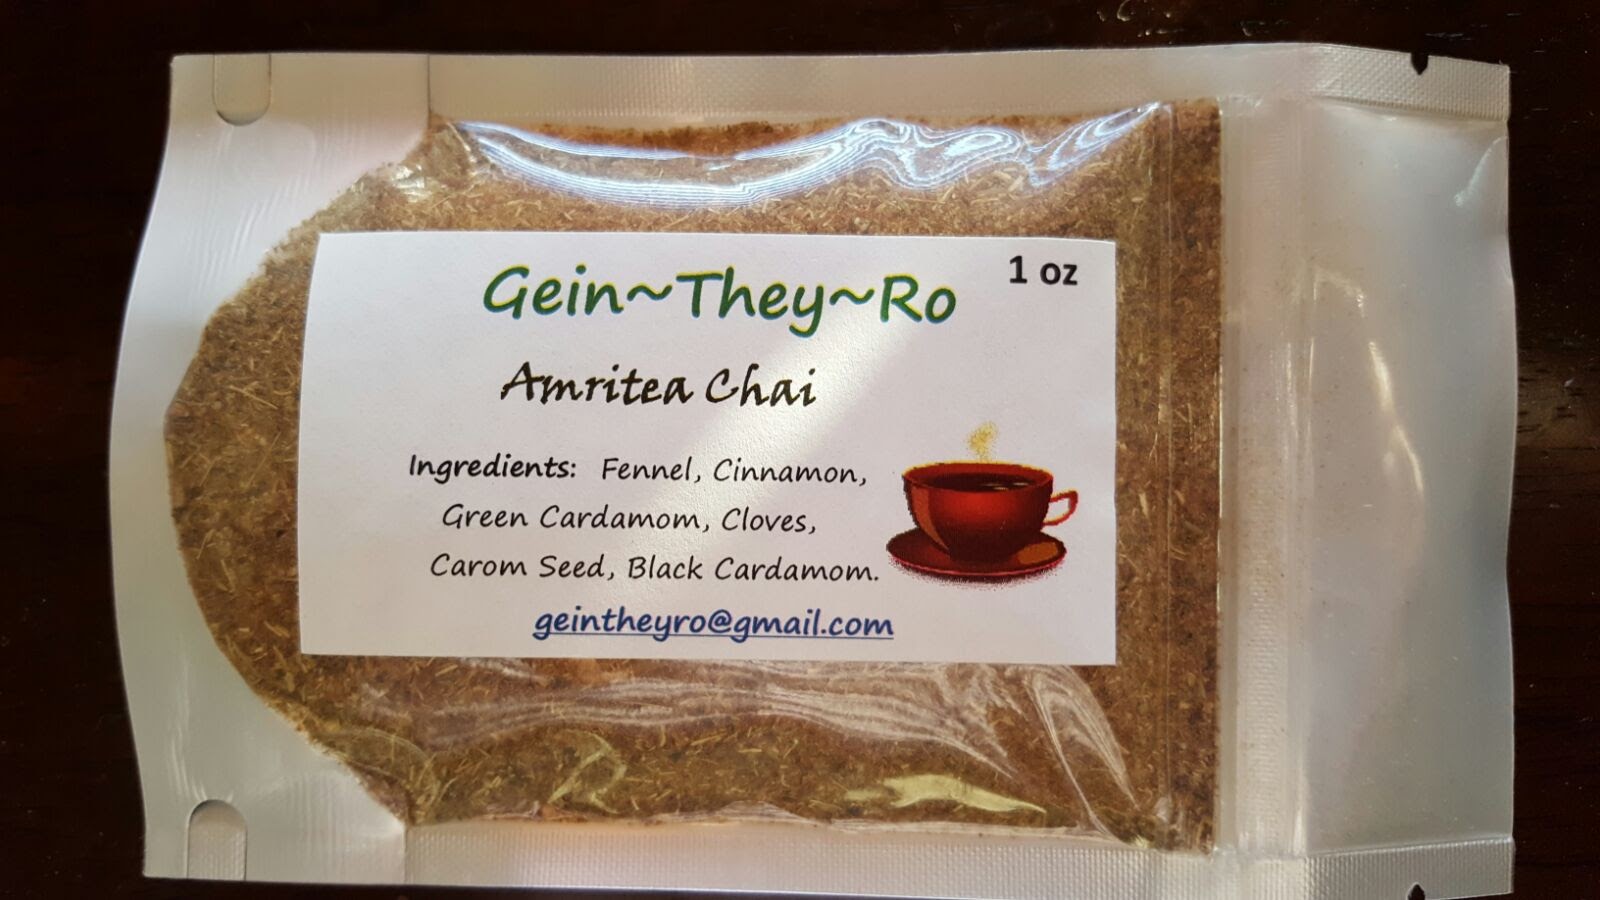 Gein~They~Ro
1 oz
Amritea Chai
Ingredients: Fennel, Cinnamon,
Green Cardamom, Cloves,
Carom Seed, Black Cardamom.
geintheyro@gmail.com